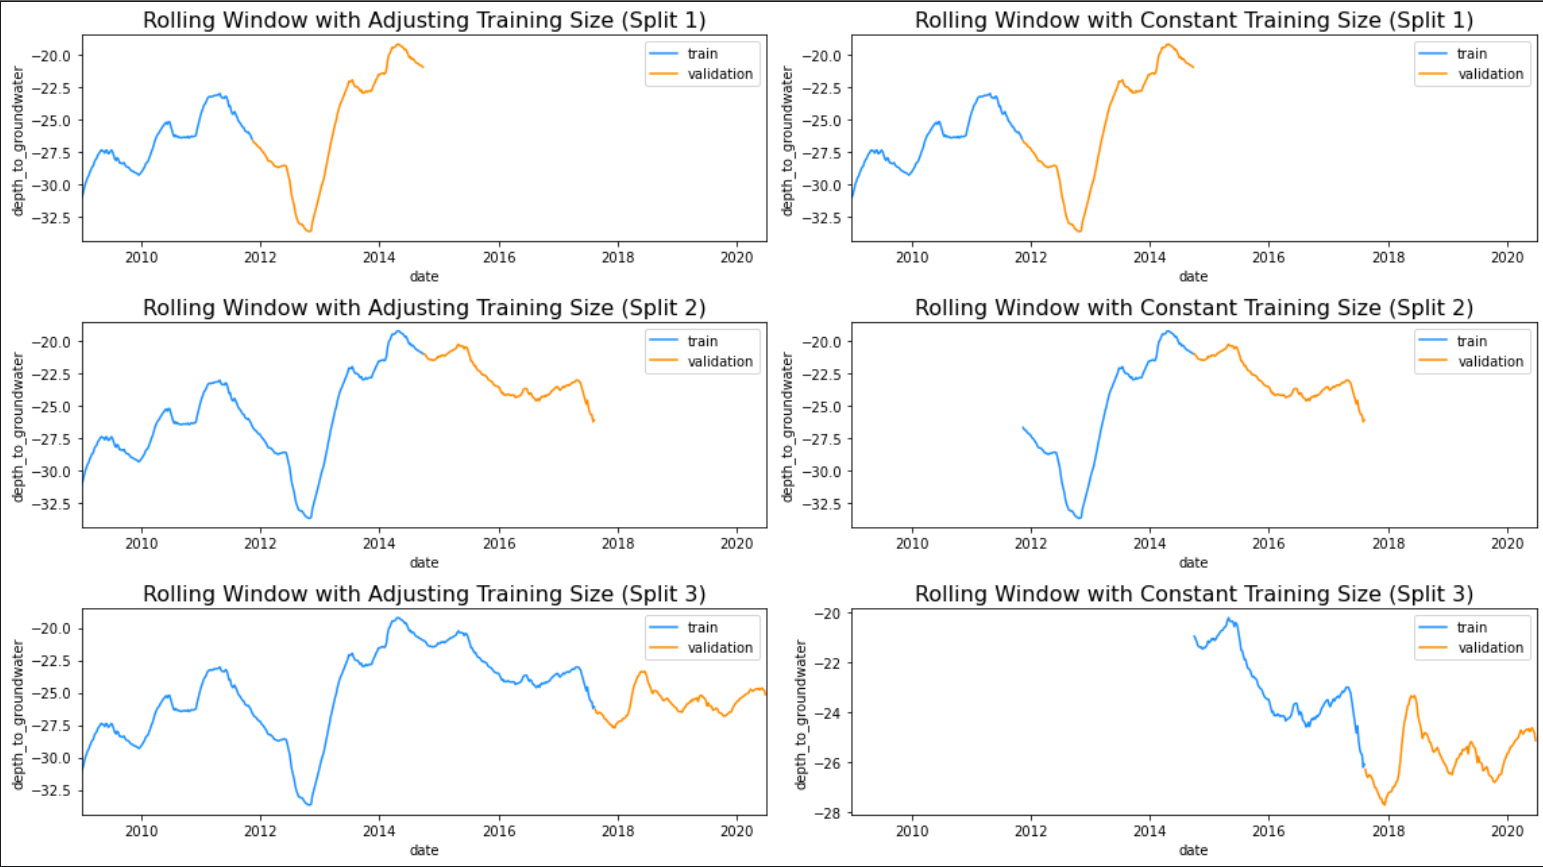 Rolling Window with Adjusting Training Size (Split 1)
depth_to_groundwater
−20.0
−22.5
−25.0
−27.5
−30.0
−32.5
train
validation
2010 2012 2014 2016 2018 2020
date
Rolling Window with Constant Training Size (Split 1)
depth_to_groundwater
−20.0
−22.5
−25.0
−27.5
−30.0
−32.5
train
validation
2010 2012 2014 2016 2018 2020
date
Rolling Window with Adjusting Training Size (Split 2)
depth_to_groundwater
−20.0
−22.5
−25.0
−27.5
−30.0
−32.5
train
validation
2010 2012 2014 2016 2018 2020
date
Rolling Window with Constant Training Size (Split 2)
depth_to_groundwater
−20.0
−22.5
−25.0
−27.5
−30.0
−32.5
train
validation
2010 2012 2014 2016 2018 2020
date
Rolling Window with Adjusting Training Size (Split 3)
depth_to_groundwater
−20.0
−22.5
−25.0
−27.5
−30.0
−32.5
train
validation
2010 2012 2014 2016 2018 2020
date
Rolling Window with Constant Training Size (Split 3)
depth_to_groundwater
−20
−22
−24
−26
−28
train
validation
2010 2012 2014 2016 2018 2020
date